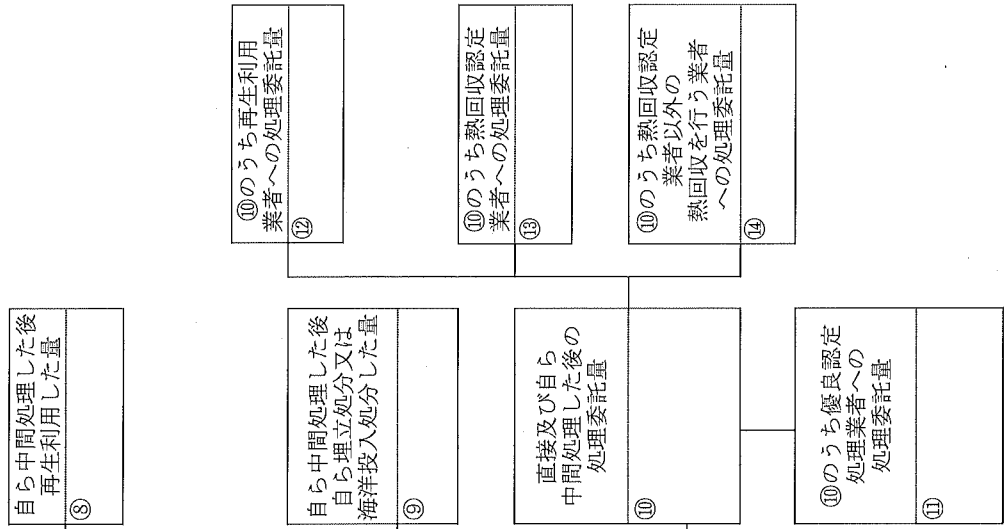 自ら中間処理した後
再生利用した量
⑧
自ら中間処理した後
自ら埋立処分又は
海洋投入処分した量
⑨
直接及び自ら
中間処理した後の
処理委託量
⑩
⑩のうち優良認定
処理業者への
処理委託量
⑪
⑩のうち再生利用
業者への処理委託量
⑫
⑩のうち熱回収認定
業者への処理委託量
⑬
⑩のうち熱回収認定
業者以外の
熱回収を行う業者
への処理委託量
⑭